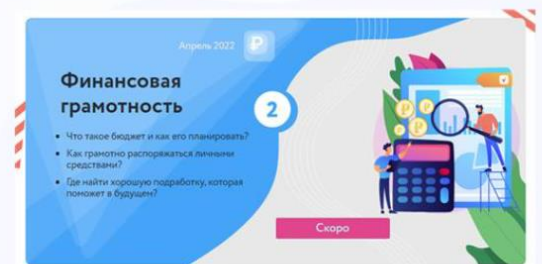 Апрель 2022
₽
Финансовая
грамотность
2
• Что такое бюджет и как его планировать?
• Как грамотно распоряжаться личными
средствами?
• Где найти хорошую подработку, которая
поможет в будущем?
₽
₽
₽
Скоро